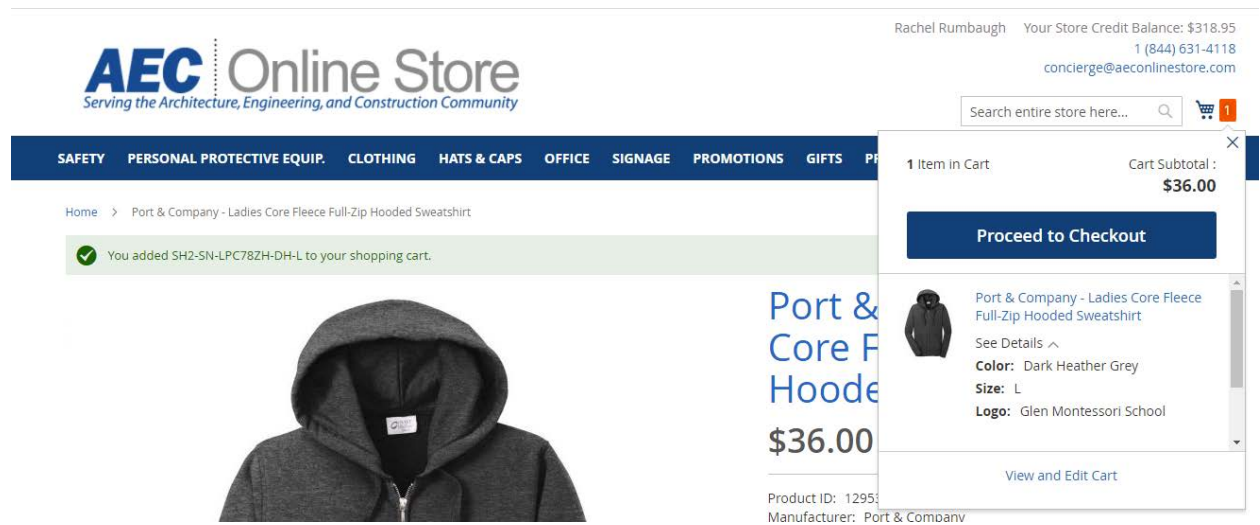 Rachel Rumbaugh Your Store Credit Balance: $318.95
1 (844) 631-4118
concierge@aeconlinestore.com
AEC Online Store
Serving the Architecture, Engineering, and Construction Community
Search entire store here...
1
SAFETY PERSONAL PROTECTIVE EQUIP. CLOTHING HATS & CAPS OFFICE SIGNAGE PROMOTIONS GIFTS
1 Item in Cart Cart Subtotal :
$36.00
Proceed to Checkout
Home > Port & Company - Ladies Core Fleece Full-Zip Hooded Sweatshirt
You added SH2-SN-LPC78ZH-DH-L to your shopping cart.
Port & Company - Ladies Core Fleece
Full-Zip Hooded Sweatshirt
See Details
Color: Dark Heather Grey
Size: L
Logo: Glen Montessori School
View and Edit Cart
Port &
Core F
Hoode
$36.00
Product ID: 1295
Manufacturer: Port & Company